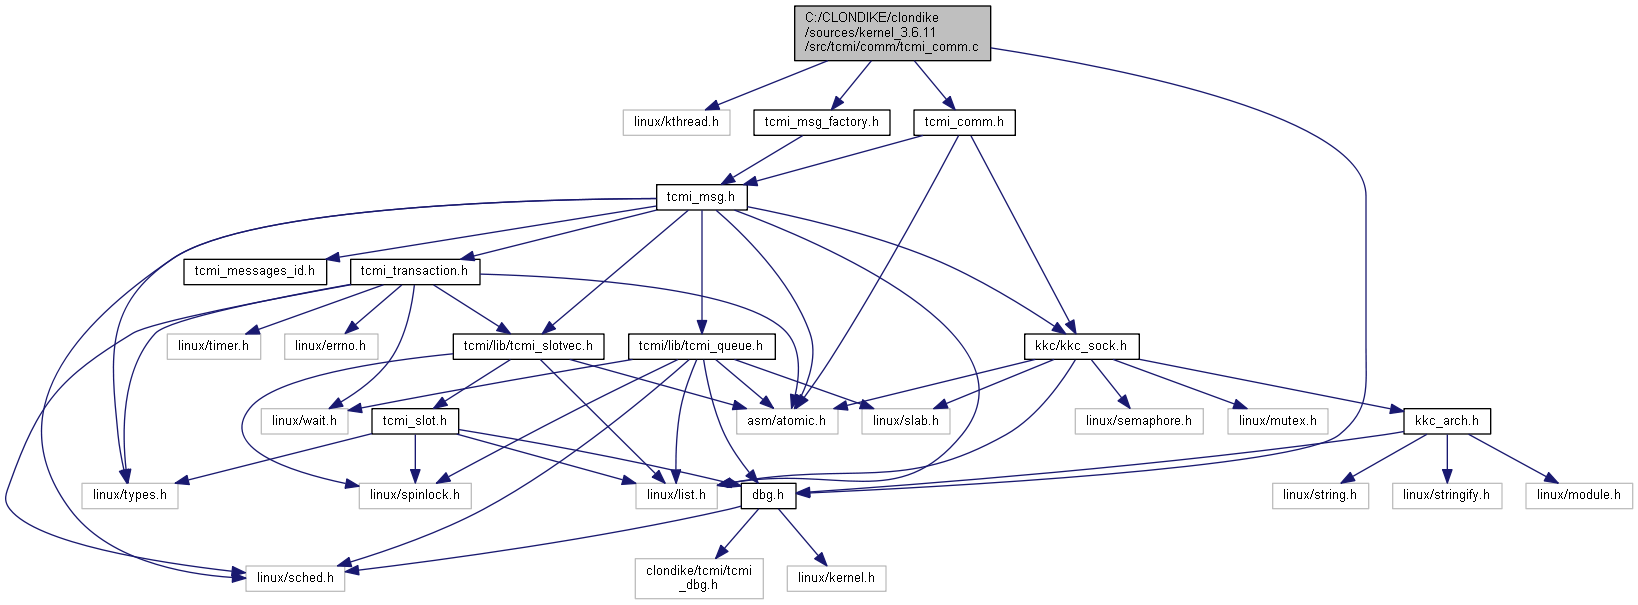 C:/CLONDIKE/clondike
/sources/kernel_3.6.11
/src/tcmi/comm/tcmi_comm.c
linux/kthread.h
tcmi_msg_factory.h
tcmi_comm.h
tcmi_msg.h
tcmi_messages_id.h
tcmi_transaction.h
linux/timer.h
linux/errno.h
tcmi/lib/tcmi_slotvec.h
tcmi/lib/tcmi_queue.h
kkc/kkc_sock.h
linux/wait.h
tcmi_slot.h
asm/atomic.h
linux/slab.h
linux/semaphore.h
linux/mutex.h
kkc_arch.h
linux/types.h
linux/spinlock.h
linux/list.h
dbg.h
linux/string.h
linux/stringify.h
linux/module.h
linux/sched.h
clondike/tcmi/tcmi
_dbg.h
linux/kernel.h